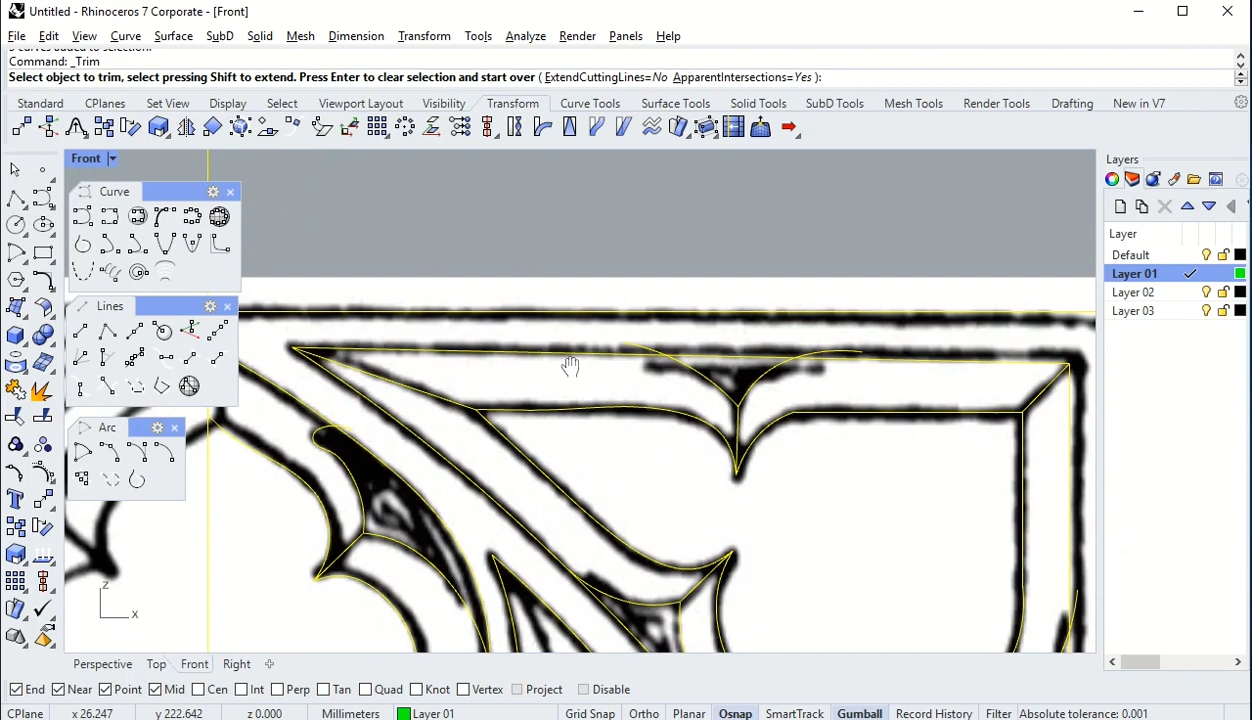 Untitled - Rhinoceros 7 Corporate - [Front]
File Edit View Curve Surface SubD Solid Mesh Dimension Transform Tools Analyze Render Panels Help
Command: _Trim
Select object to trim, select pressing Shift to extend. Press Enter to clear selection and start over ( ExtendCuttingLines=No ApparentIntersections=Yes ):
Standard CPlanes Set View Display Select Viewport Layout Visibility Transform Curve Tools Surface Tools Solid Tools SubD Tools Mesh Tools Render Tools Drafting New in V7
Front
Layers
Curve
Layer
Default
Layer 01
Layer 02
Layer 03
Lines
Arc
z
x
Perspective Top Front Right
End Near Point Mid Cen Int Perp Tan Quad Knot Vertex Project Disable
CPlane x 26.247 y 222.642 z 0.000 Millimeters Layer 01 Grid Snap Ortho Planar Osnap SmartTrack Gumball Record History Filter Absolute tolerance: 0.001